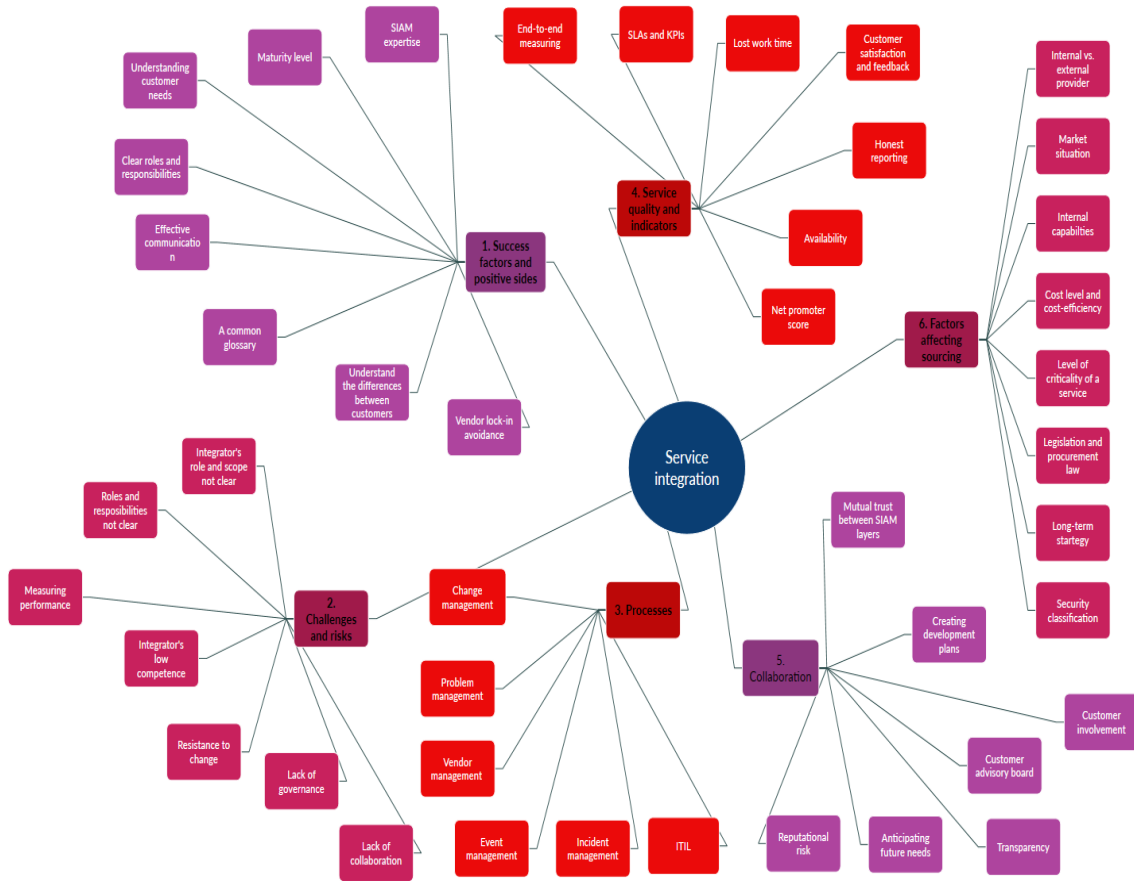 Service
integration
1. Success
factors and
positive sides
SIAM
expertise
Maturity level
Understanding
customer
needs
Clear roles and
responsibilities
Effective
communicatio
n
A common
glossary
Understand
the differences
between
customers
Vendor lock-in
avoidance
2.
Challenges
and risks
Integrator's
role and scope
not clear
Roles and
resposibilities
not clear
Measuring
performance
Integrator's
low
competence
Resistance to
change
Lack of
governance
Lack of
collaboration
3. Processes
Change
management
Problem
management
Vendor
management
Event
management
Incident
management
ITIL
4. Service
quality and
indicators
End-to-end
measuring
SLAs and KPIs
Lost work time
Customer
satisfaction
and feedback
Honest
reporting
Availability
Net promoter
score
5.
Collaboration
Mutual trust
between SIAM
layers
Creating
development
plans
Customer
involvement
Customer
advisory board
Transparency
Anticipating
future needs
Reputational
risk
6. Factors
affecting
sourcing
Internal vs.
external
provider
Market
situation
Internal
capabilties
Cost level and
cost-efficiency
Level of
criticality of a
service
Legislation and
procurement
law
Long-term
startegy
Security
classification